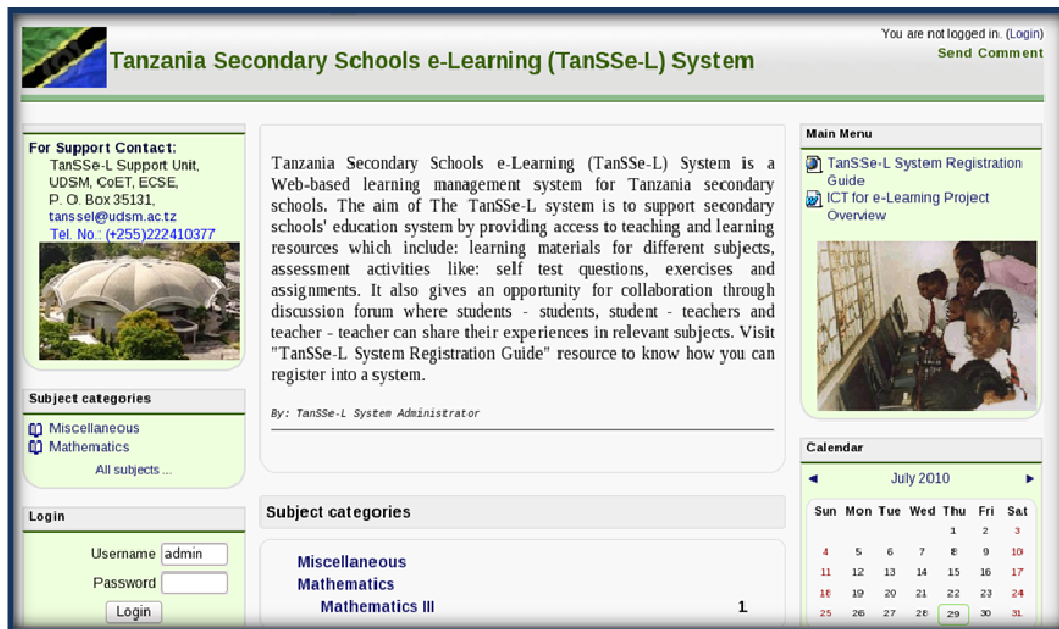 You are not logged in. (Login)
Send Comment
Tanzania Secondary Schools e-Learning (TanSSe-L) System
For Support Contact:
TanSSe-L Support Unit,
UDSM, CoET, ECSE,
P. O. Box 35131,
tanssel@udsm.ac.tz
Tel. No.: (+255)222410377
Subject categories
Miscellaneous
Mathematics
All subjects ...
Login
Username admin
Password
Login
Tanzania Secondary Schools e-Learning (TanSSe-L) System is a
Web-based learning management system for Tanzania secondary
schools. The aim of The TanSSe-L system is to support secondary
schools' education system by providing access to teaching and learning
resources which include: learning materials for different subjects,
assessment activities like: self test questions, exercises and
assignments. It also gives an opportunity for collaboration through
discussion forum where students - students, student - teachers and
teacher - teacher can share their experiences in relevant subjects. Visit
"TanSSe-L System Registration Guide" resource to know how you can
register into a system.
By: TanSSe-L System Administrator
Subject categories
Miscellaneous
Mathematics
Mathematics III 1
Main Menu
TanSSe-L System Registration
Guide
ICT for e-Learning Project
Overview
Calendar
July 2010
Sun Mon Tue Wed Thu Fri Sat
1 2 3
4 5 6 7 8 9 10
11 12 13 14 15 16 17
18 19 20 21 22 23 24
25 26 27 28 29 30 31